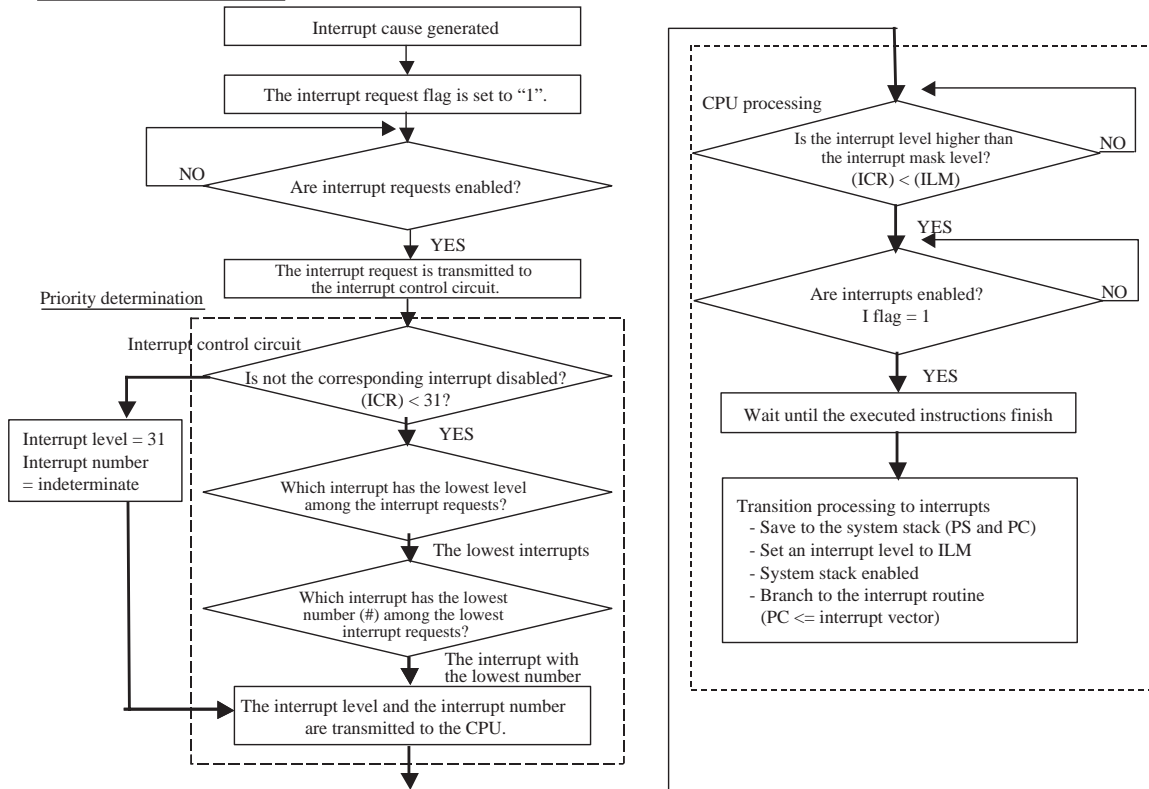 Interrupt cause generated
The interrupt request flag is set to “1”.
NO
Are interrupt requests enabled?
YES
The interrupt request is transmitted to
the interrupt control circuit.
Priority determination
Interrupt control circuit
Is not the corresponding interrupt disabled?
(ICR) < 31?
YES
Interrupt level = 31
Interrupt number
= indeterminate
Which interrupt has the lowest level
among the interrupt requests?
The lowest interrupts
Which interrupt has the lowest
number (#) among the lowest
interrupt requests?
The interrupt with
the lowest number
The interrupt level and the interrupt number
are transmitted to the CPU.
CPU processing
Is the interrupt level higher than
the interrupt mask level?
(ICR) < (ILM)
NO
YES
Are interrupts enabled?
I flag = 1
NO
YES
Wait until the executed instructions finish
Transition processing to interrupts
- Save to the system stack (PS and PC)
- Set an interrupt level to ILM
- System stack enabled
- Branch to the interrupt routine
(PC <= interrupt vector)